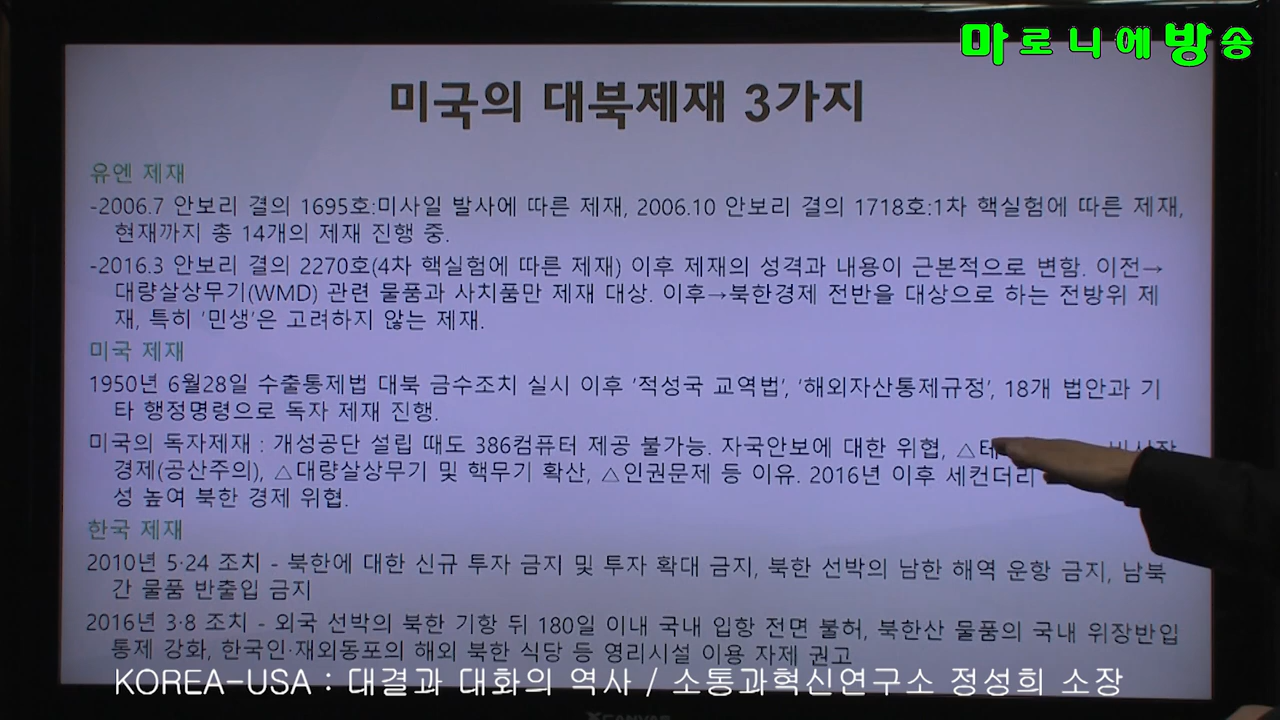 마로니에방송
미국의 대북제재 3가지
유엔 제재
-2006.7 안보리 결의 1695호:미사일 발사에 따른 제재, 2006.10 안보리 결의 1718호:1차 핵실험에 따른 제재,
현재까지 총 14개의 제재 진행 중.
-2016.3 안보리 결의 2270호(4차 핵실험에 따른 제재) 이후 제재의 성격과 내용이 근본적으로 변함. 이전→
대량살상무기(WMD) 관련 물품과 사치품만 제재 대상. 이후→북한경제 전반을 대상으로 하는 전방위 제
재, 특히 '민생'은 고려하지 않는 제재.
미국 제재
1950년 6월28일 수출통제법 대북 금수조치 실시 이후 '적성국 교역법', '해외자산통제규정', 18개 법안과 기
타 행정명령으로 독자 제재 진행.
미국의 독자제재 : 개성공단 설립 때도 386컴퓨터 제공 불가능. 자국안보에 대한 위협, △
경제(공산주의), △대량살상무기 및 핵무기 확산, △인권문제 등 이유. 2016년 이후 세컨더리
성 높여 북한 경제 위협.
한국 제재
2010년 5·24 조치 - 북한에 대한 신규 투자 금지 및 투자 확대 금지, 북한 선박의 남한 해역 운항 금지, 남북
간 물품 반출입 금지
2016년 3·8 조치 - 외국 선박의 북한 기항 뒤 180일 이내 국내 입항 전면 불허, 북한산 물품의 국내 위장반입
통제 강화, 한국인·재외동포의 해외 북한 식당 등 영리시설 이용 자제 권고
KOREA-USA : 대결과 대화의 역사 / 소통과혁신연구소 정성희 소장